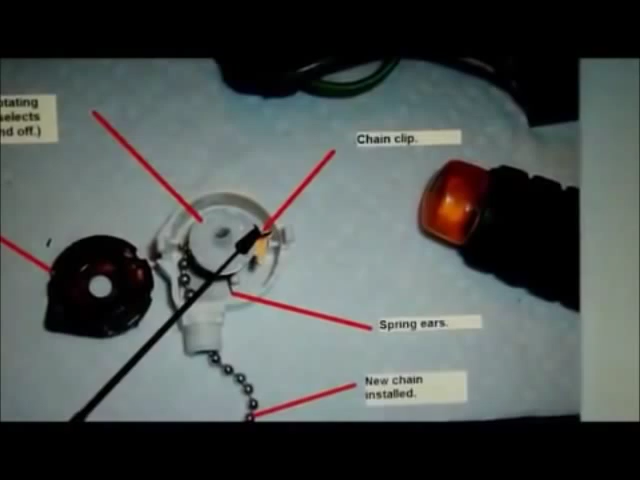 otating
selects
nd off.)
Chain clip.
Spring ears.
New chain
installed.